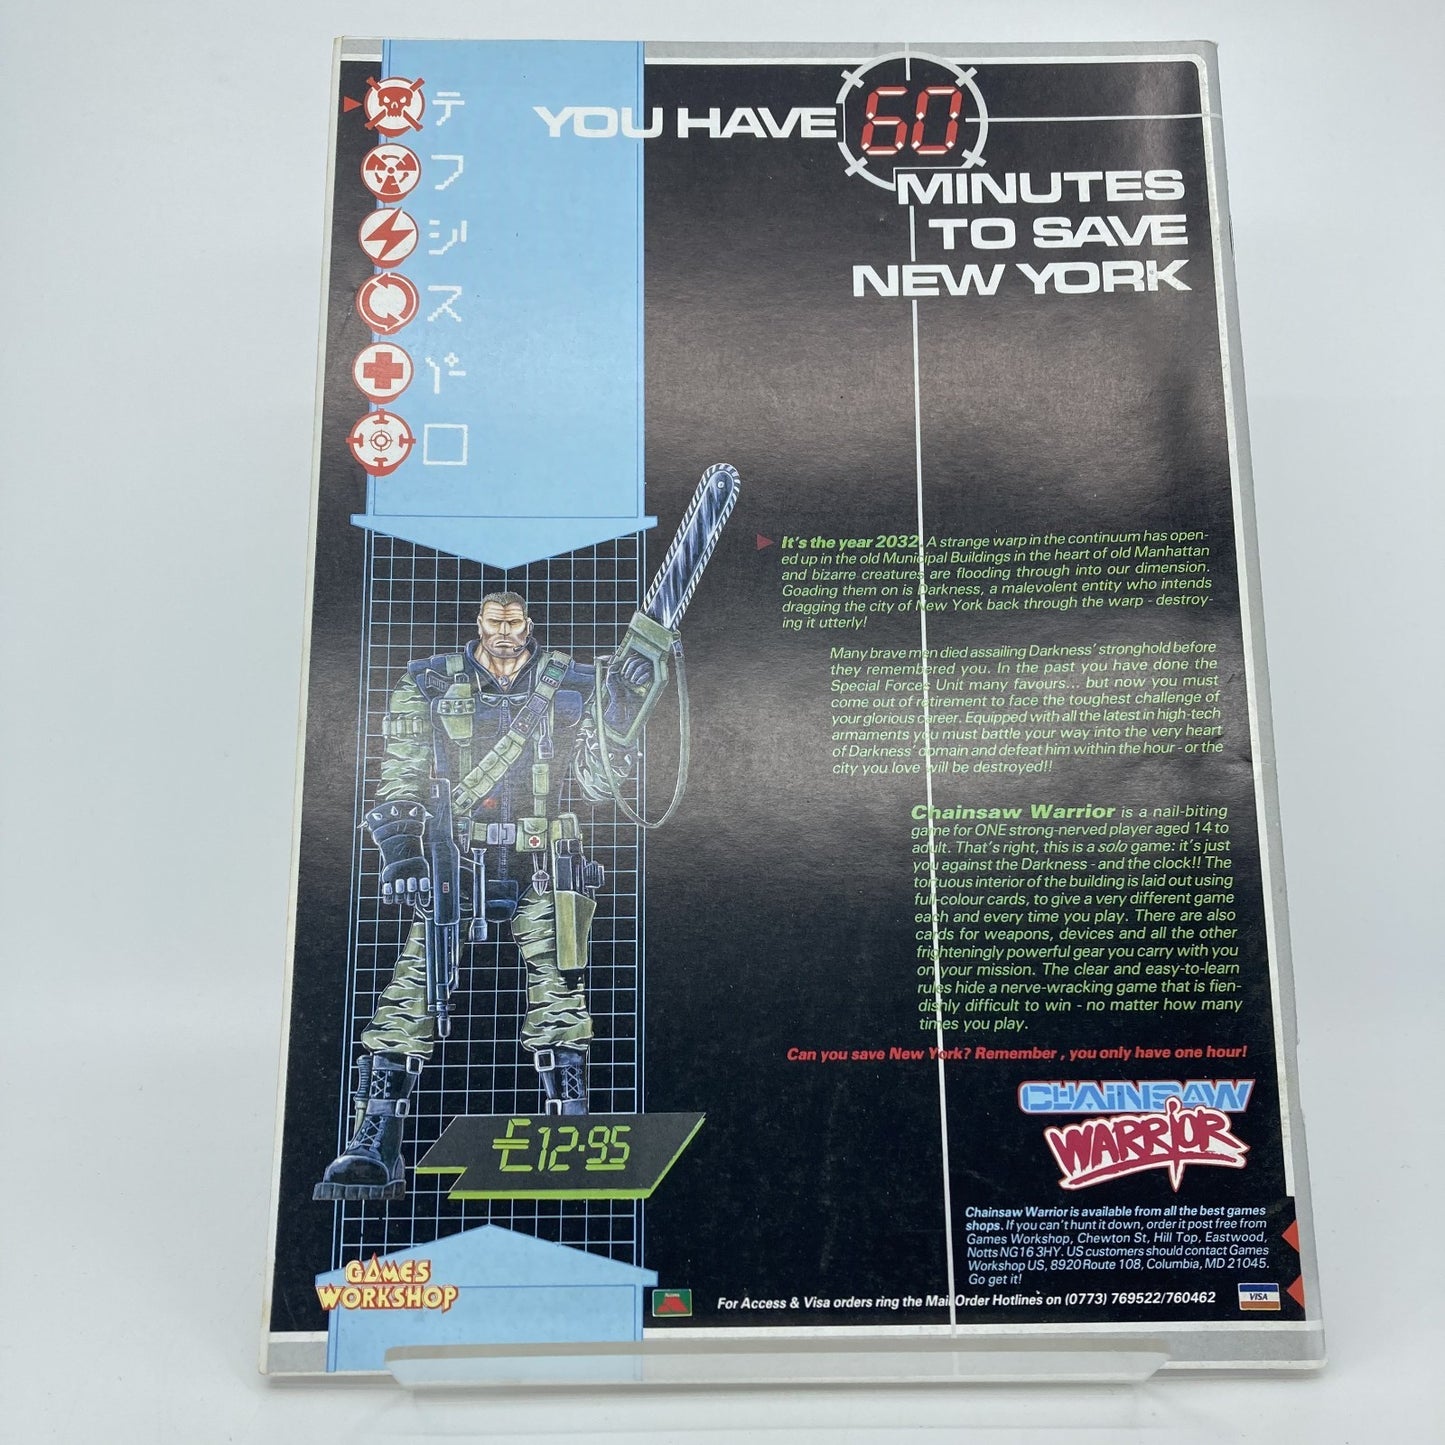 YOU HAVE 60
MINUTES
TO SAVE
NEW YORK
テ
フ
ジ
ス
ロ
It's the year 2032. A strange warp in the continuum has open-
ed up in the old Municipal Buildings in the heart of old Manhattan
and bizarre creatures are flooding through into our dimension.
Goading them on is Darkness, a malevolent entity who intends
dragging the city of New York back through the warp - destroy-
ing it utterly!
Many brave men died assailing Darkness' stronghold before
they remembered you. In the past you have done the
Special Forces Unit many favours... but now you must
come out of retirement to face the toughest challenge of
your glorious career. Equipped with all the latest in high-tech
armaments you must battle your way into the very heart
of Darkness' domain and defeat him within the hour - or the
city you love will be destroyed!!
Chainsaw Warrior is a nail-biting
game for ONE strong-nerved player aged 14 to
adult. That's right, this is a solo game: it's just
you against the Darkness - and the clock!! The
tortuous interior of the building is laid out using
full-colour cards, to give a very different game
each and every time you play. There are also
cards for weapons, devices and all the other
frighteningly powerful gear you carry with you
on your mission. The clear and easy-to-learn
rules hide a nerve-wracking game that is fien-
dishly difficult to win - no matter how many
times you play.
Can you save New York? Remember, you only have one hour!
CHAINSAW
WARRIOR
£12.95
Chainsaw Warrior is available from all the best games
shops. If you can't hunt it down, order it post free from
Games Workshop, Chewton St, Hill Top, Eastwood,
Notts NG16 3HY. US customers should contact Games
Workshop US, 8920 Route 108, Columbia, MD 21045.
Go get it!
GAMES
WORKSHOP
Access
For Access & Visa orders ring the Mail Order Hotlines on (0773) 769522/760462
VISA